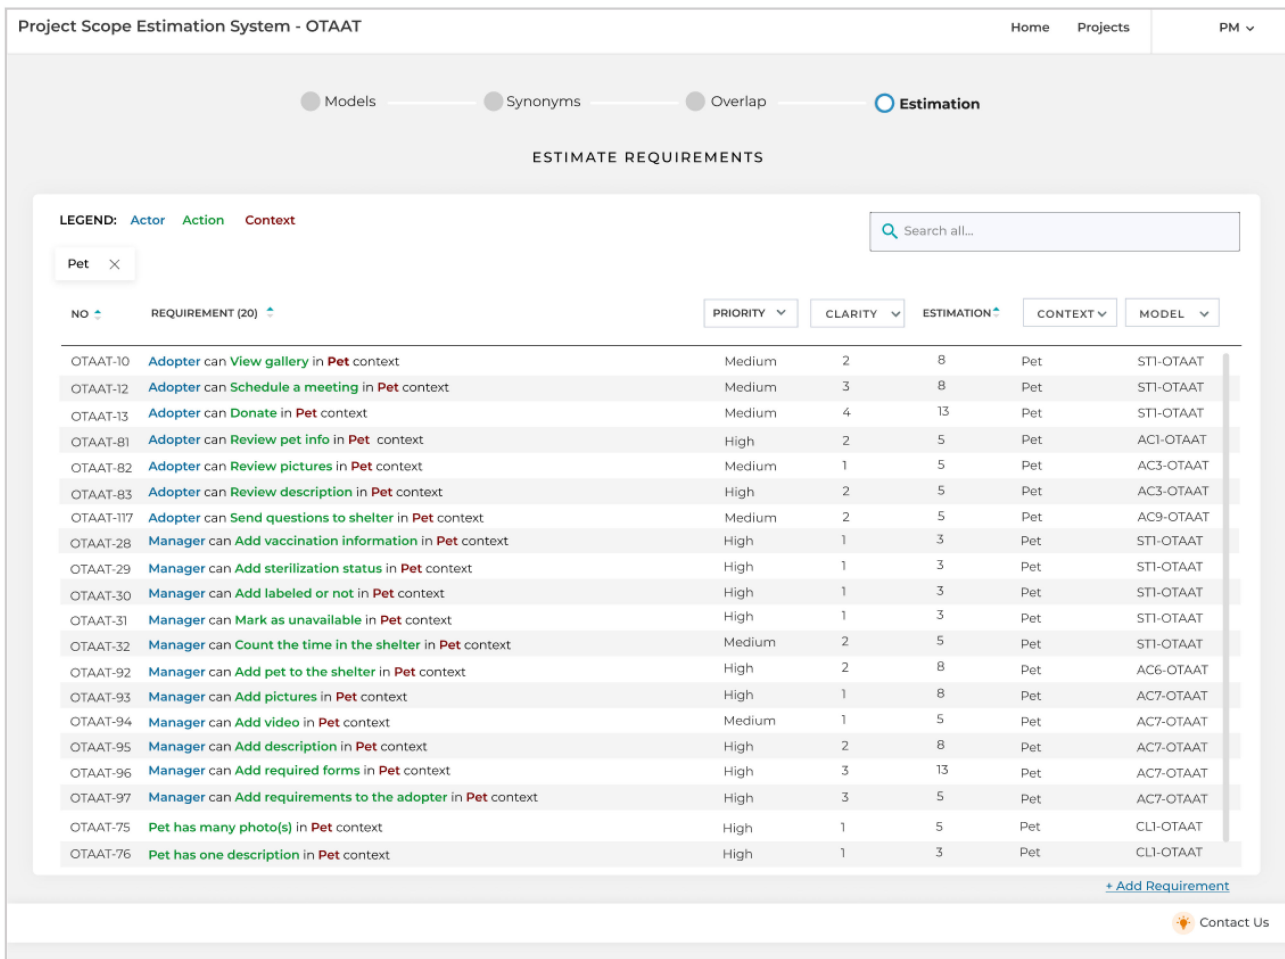 Project Scope Estimation System - OTAAT Home Projects PM
Models Synonyms Overlap Estimation
ESTIMATE REQUIREMENTS
LEGEND: Actor Action Context
Search all...
Pet ×
NO REQUIREMENT (20) PRIORITY CLARITY ESTIMATION CONTEXT MODEL
OTAAT-10 Adopter can View gallery in Pet context Medium 2 8 Pet ST1-OTAAT
OTAAT-12 Adopter can Schedule a meeting in Pet context Medium 3 8 Pet ST1-OTAAT
OTAAT-13 Adopter can Donate in Pet context Medium 4 13 Pet ST1-OTAAT
OTAAT-81 Adopter can Review pet info in Pet context High 2 5 Pet AC1-OTAAT
OTAAT-82 Adopter can Review pictures in Pet context Medium 1 5 Pet AC3-OTAAT
OTAAT-83 Adopter can Review description in Pet context High 2 5 Pet AC3-OTAAT
OTAAT-117 Adopter can Send questions to shelter in Pet context Medium 2 5 Pet AC9-OTAAT
OTAAT-28 Manager can Add vaccination information in Pet context High 1 3 Pet ST1-OTAAT
OTAAT-29 Manager can Add sterilization status in Pet context High 1 3 Pet ST1-OTAAT
OTAAT-30 Manager can Add labeled or not in Pet context High 1 3 Pet ST1-OTAAT
OTAAT-31 Manager can Mark as unavailable in Pet context High 1 3 Pet ST1-OTAAT
OTAAT-32 Manager can Count the time in the shelter in Pet context Medium 2 5 Pet ST1-OTAAT
OTAAT-92 Manager can Add pet to the shelter in Pet context High 2 8 Pet AC6-OTAAT
OTAAT-93 Manager can Add pictures in Pet context High 1 8 Pet AC7-OTAAT
OTAAT-94 Manager can Add video in Pet context Medium 1 5 Pet AC7-OTAAT
OTAAT-95 Manager can Add description in Pet context High 2 8 Pet AC7-OTAAT
OTAAT-96 Manager can Add required forms in Pet context High 3 13 Pet AC7-OTAAT
OTAAT-97 Manager can Add requirements to the adopter in Pet context High 3 5 Pet AC7-OTAAT
OTAAT-75 Pet has many photo(s) in Pet context High 1 5 Pet CL1-OTAAT
OTAAT-76 Pet has one description in Pet context High 1 3 Pet CL1-OTAAT
+ Add Requirement
Contact Us